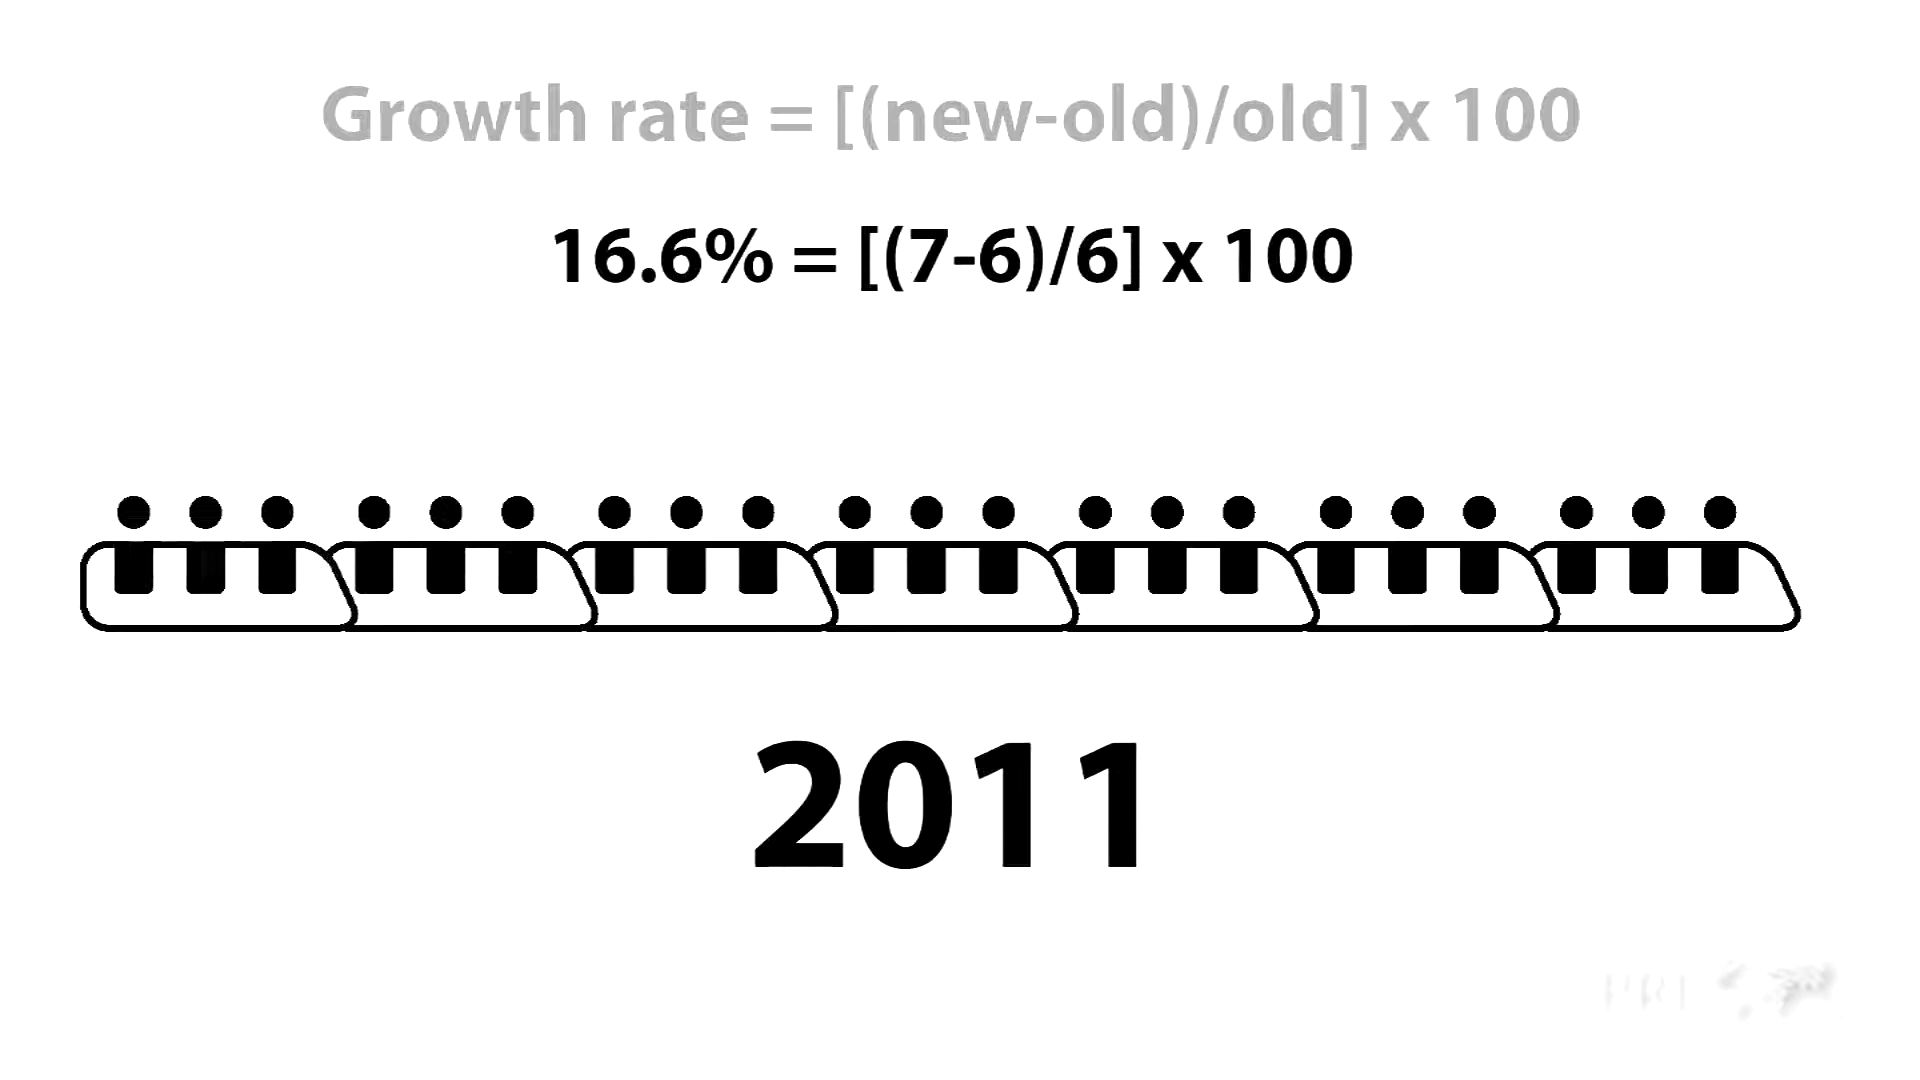 Growth rate = [(new-old)/old] x 100
16.6% = [(7-6)/6] x 100
2011